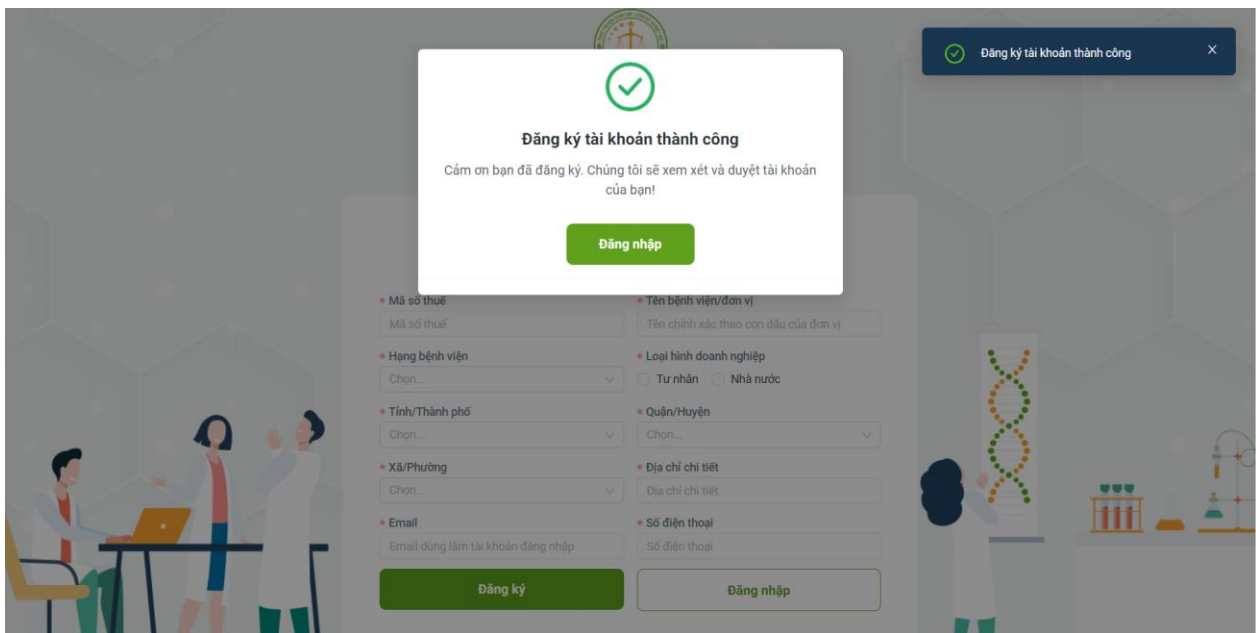 Đăng ký tài khoản thành công
Đăng ký tài khoản thành công
Cảm ơn bạn đã đăng ký. Chúng tôi sẽ xem xét và duyệt tài khoản
của bạn!
Đăng nhập
* Mã số thuế
* Tên bệnh viện/đơn vị
Mã số thuế
Tên chính xác theo con dấu của đơn vị
* Hạng bệnh viện
* Loại hình doanh nghiệp
Chọn...
Tư nhân
Nhà nước
* Tỉnh/Thành phố
* Quận/Huyện
Chọn...
Chọn...
* Xã/Phường
* Địa chỉ chi tiết
Chọn...
Địa chỉ chi tiết
* Email
* Số điện thoại
Email dùng làm tài khoản đăng nhập
Số điện thoại
Đăng ký
Đăng nhập